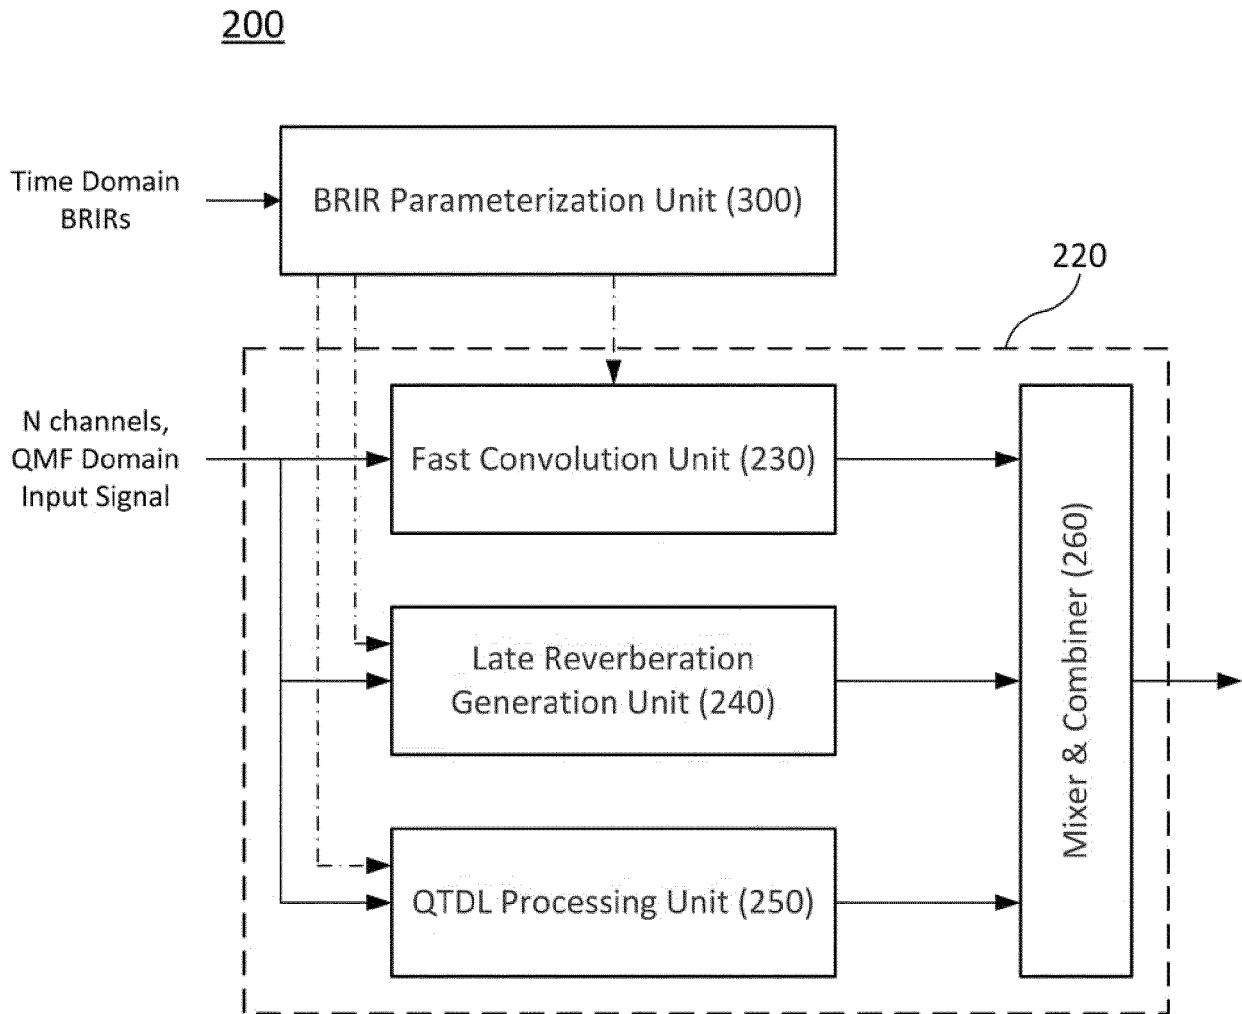 200
Time Domain
BRIRs
BRIR Parameterization Unit (300)
220
N channels,
QMF Domain
Input Signal
Fast Convolution Unit (230)
Late Reverberation
Generation Unit (240)
QTDL Processing Unit (250)
Mixer & Combiner (260)